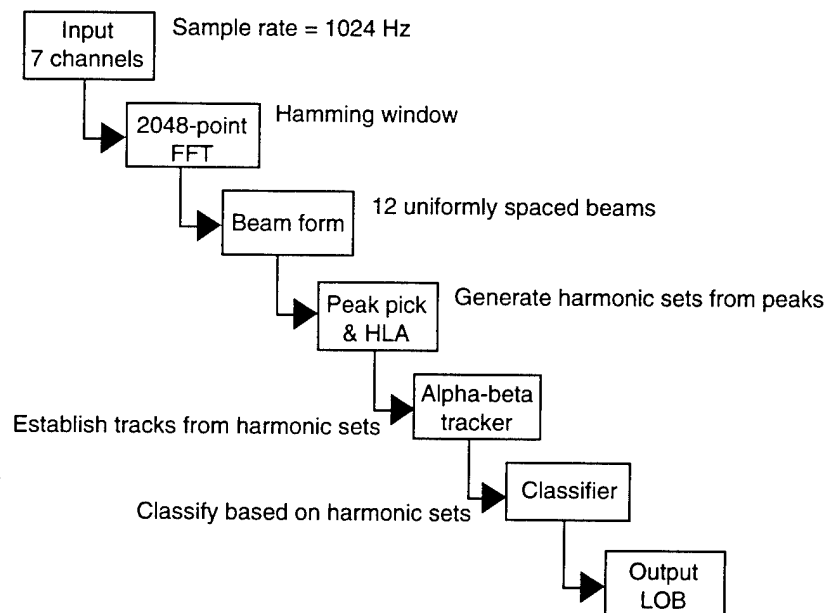 Input
7 channels
Sample rate = 1024 Hz
2048-point
FFT
Hamming window
Beam form
12 uniformly spaced beams
Peak pick
& HLA
Generate harmonic sets from peaks
Alpha-beta
tracker
Establish tracks from harmonic sets
Classifier
Classify based on harmonic sets
Output
LOB